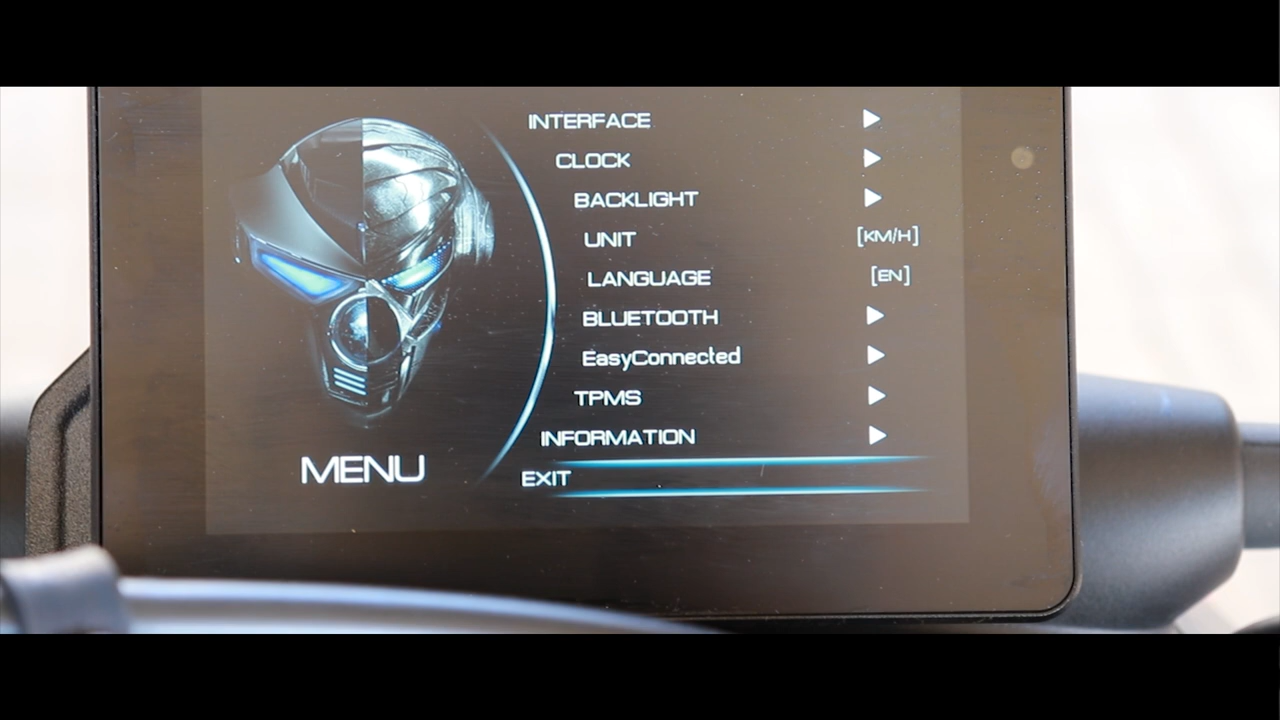 INTERFACE
CLOCK
BACKLIGHT
UNIT [KM/H]
LANGUAGE [EN]
BLUETOOTH
EasyConnected
TPMS
INFORMATION
MENU
EXIT